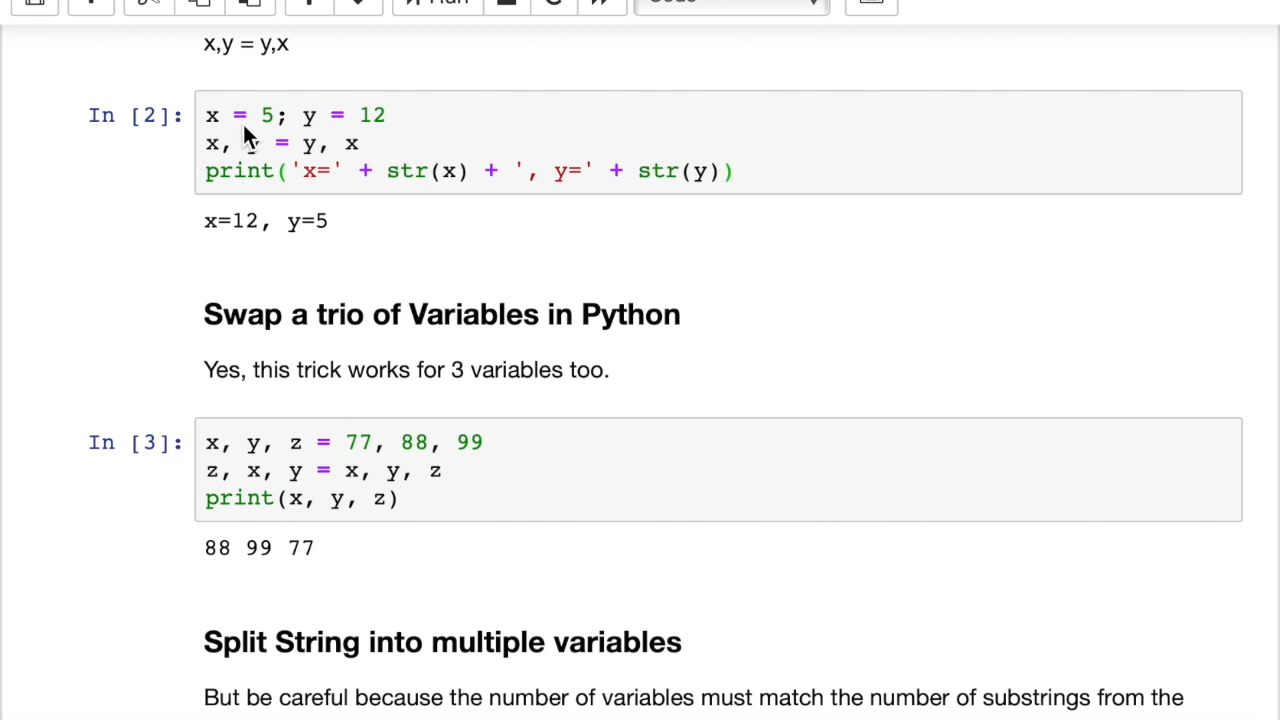 Run
Code
x,y = y,x
In [2]: x = 5; y = 12
x, y = y, x
print('x=' + str(x) + ', y=' + str(y))
x=12, y=5
Swap a trio of Variables in Python
Yes, this trick works for 3 variables too.
In [3]: x, y, z = 77, 88, 99
z, x, y = x, y, z
print(x, y, z)
88 99 77
Split String into multiple variables
But be careful because the number of variables must match the number of substrings from the